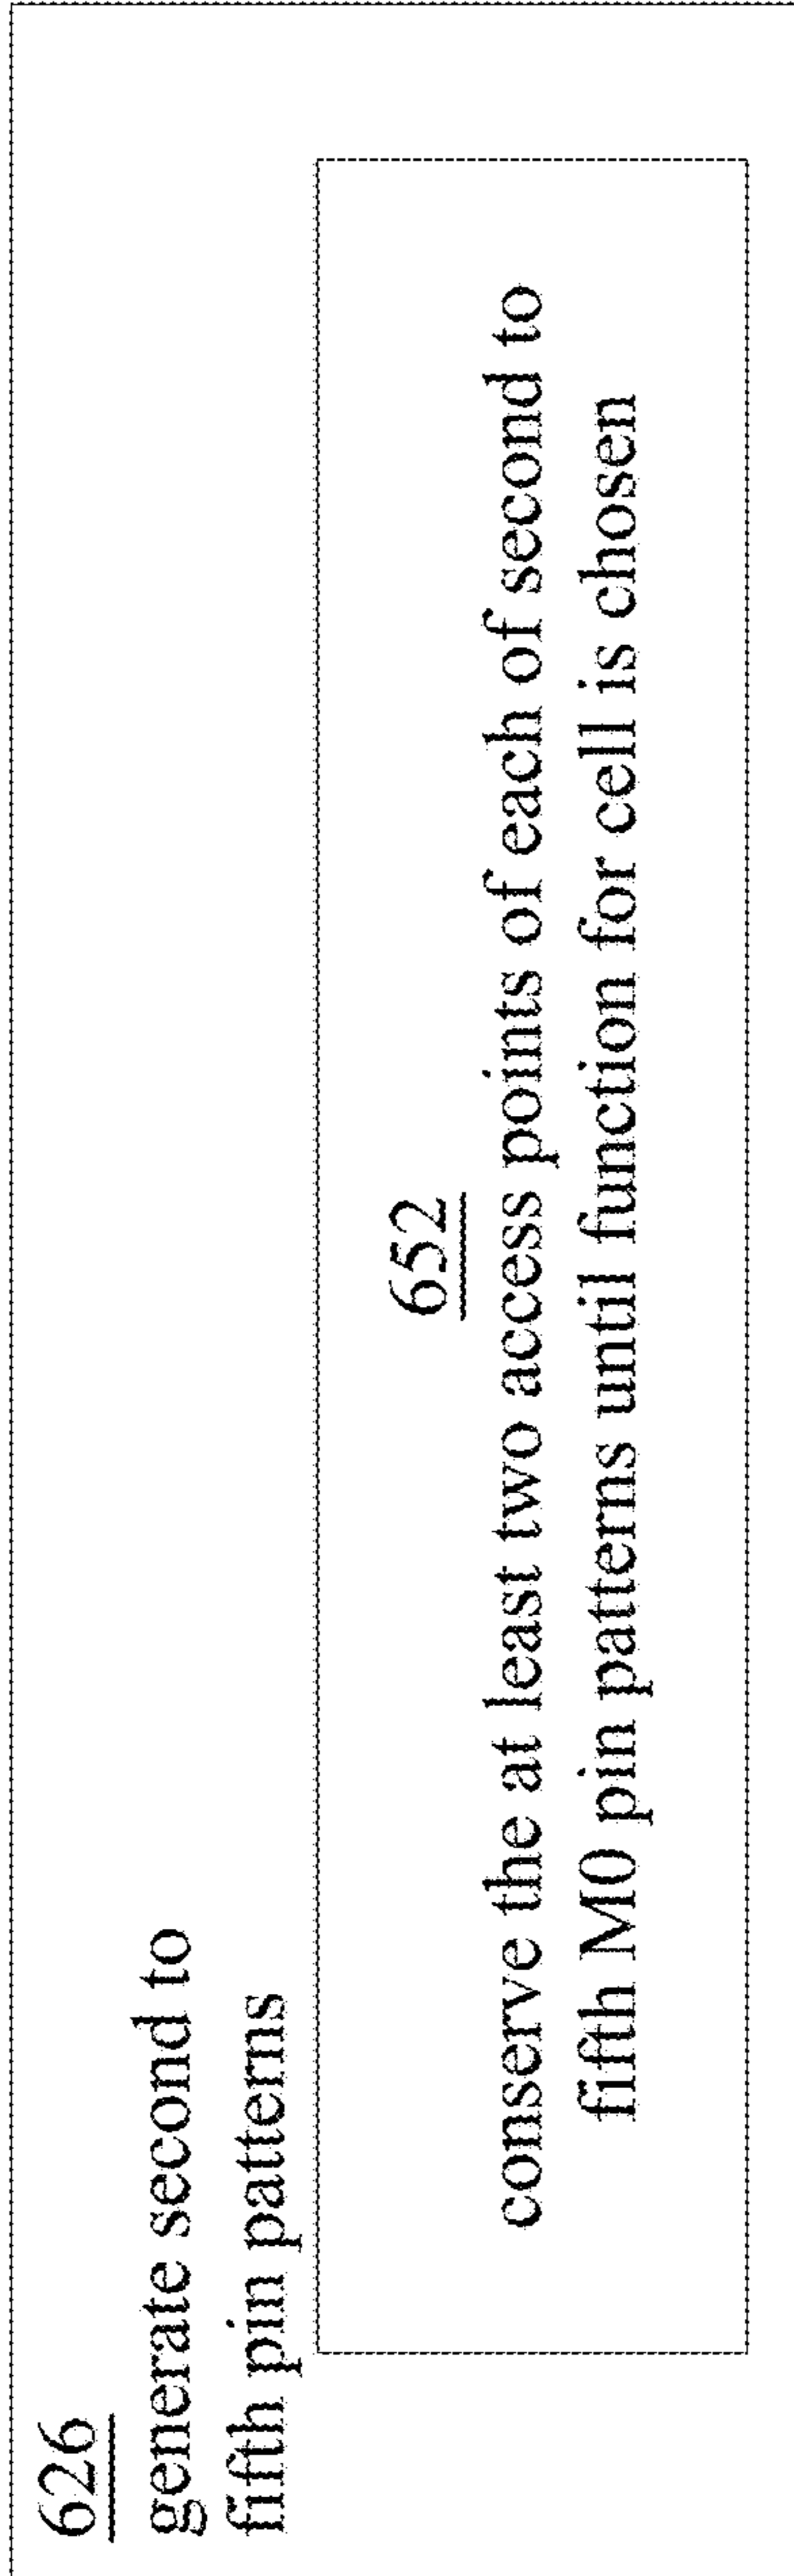 626
generate second to
fifth pin patterns
652
conserve the at least two access points of each of second to
fifth M0 pin patterns until function for cell is chosen